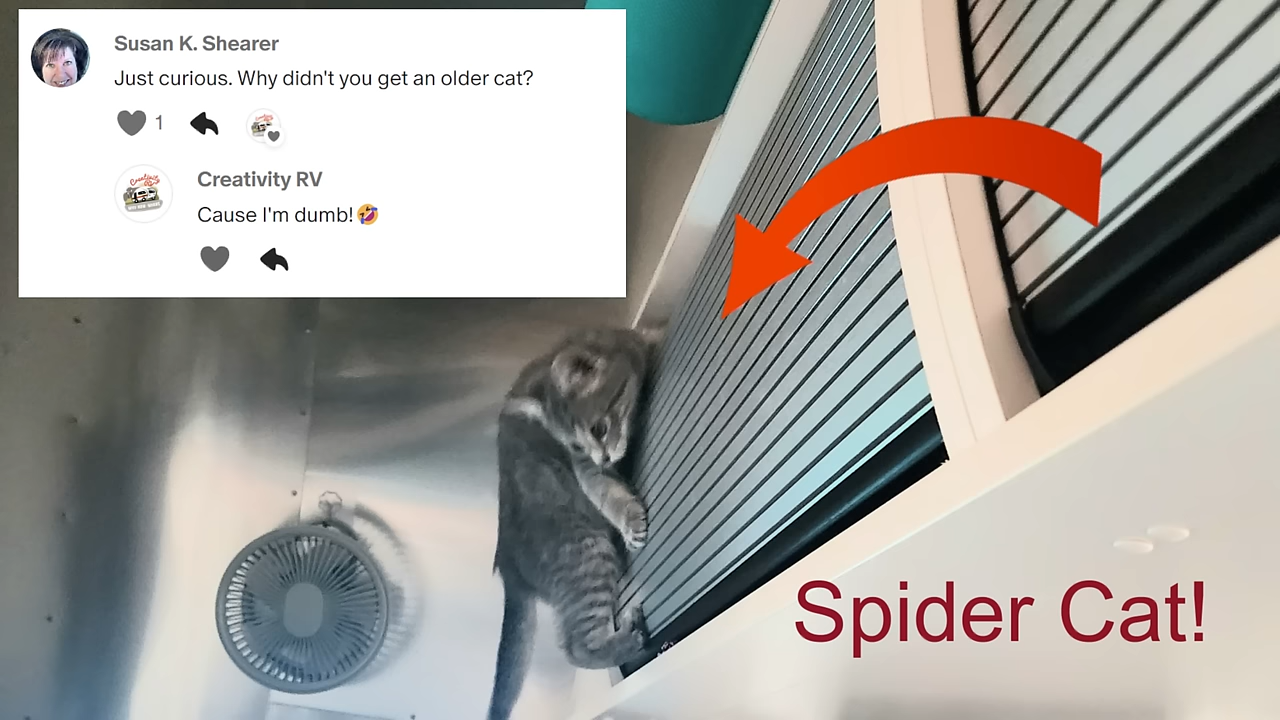 Susan K. Shearer
Just curious. Why didn't you get an older cat?
1
Creativity RV
Cause I'm dumb!🤣
Spider Cat!